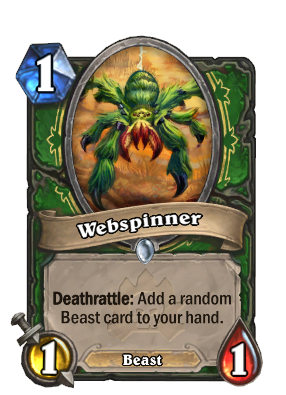 1
Webspinner
Deathrattle: Add a random
Beast card to your hand.
1
Beast
1